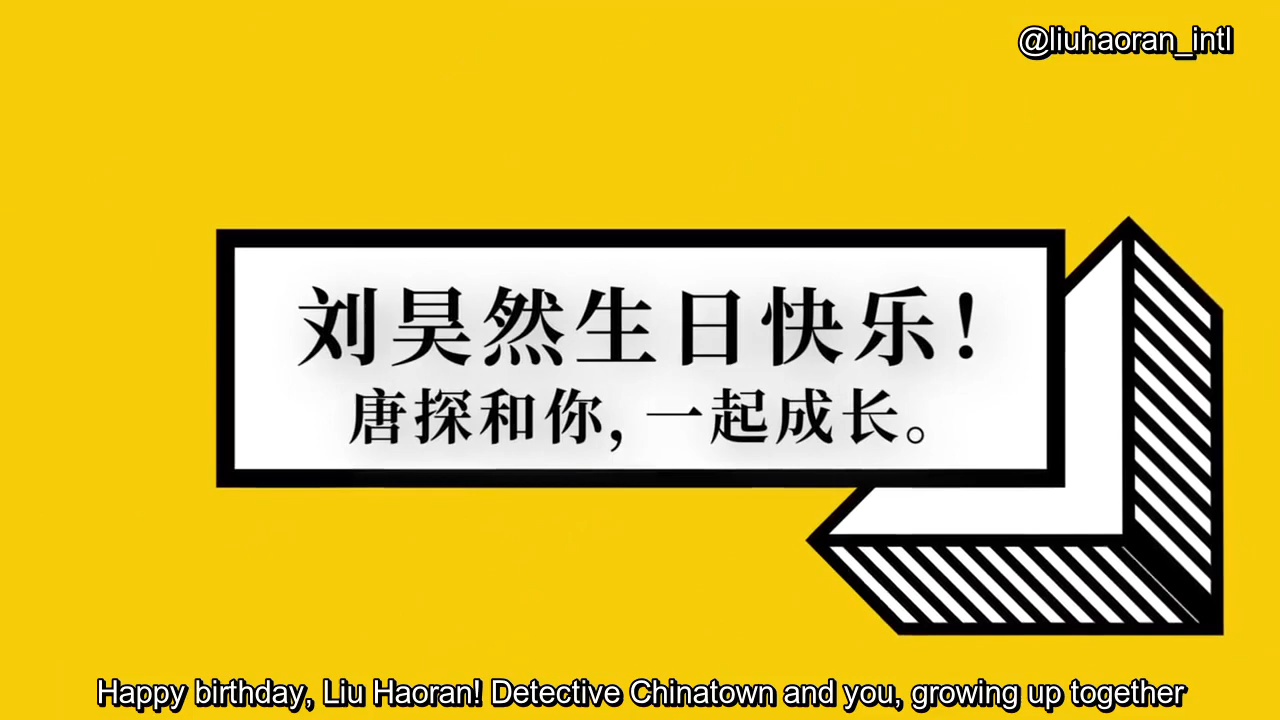 @liuhaoran_intl
刘昊然生日快乐！
唐探和你，一起成长。
Happy birthday, Liu Haoran! Detective Chinatown and you, growing up together